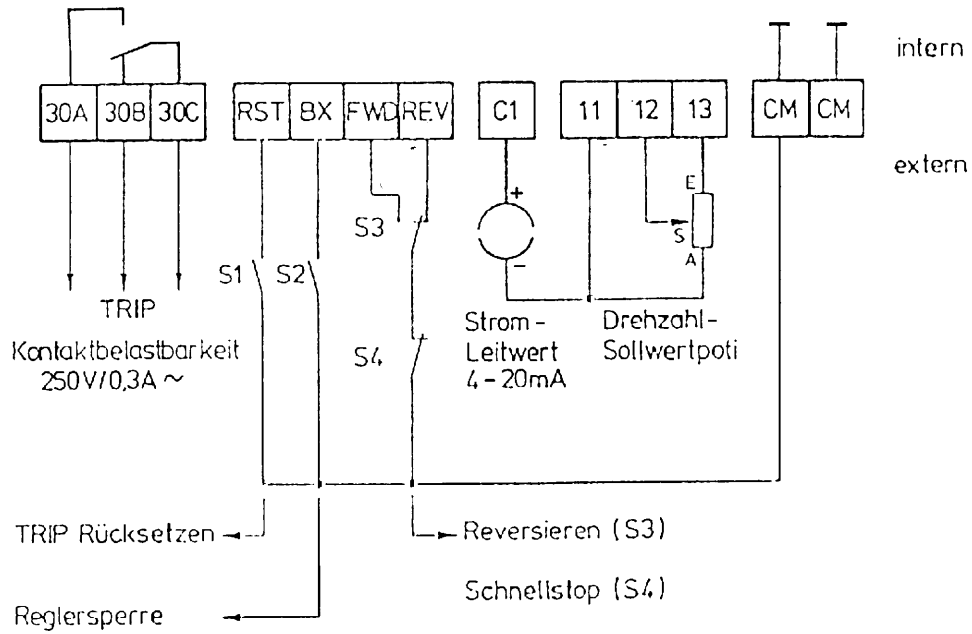 intern
30A 30B 30C RST BX FWD REV C1 11 12 13 CM CM
extern
+ E
S3 S
− A
S1 S2
TRIP
Kontaktbelastbarkeit
250V/0,3A ~
S4
Strom-
Leitwert
4-20mA
Drehzahl-
Sollwertpoti
TRIP Rücksetzen
Reversieren (S3)
Schnellstop (S4)
Reglersperre